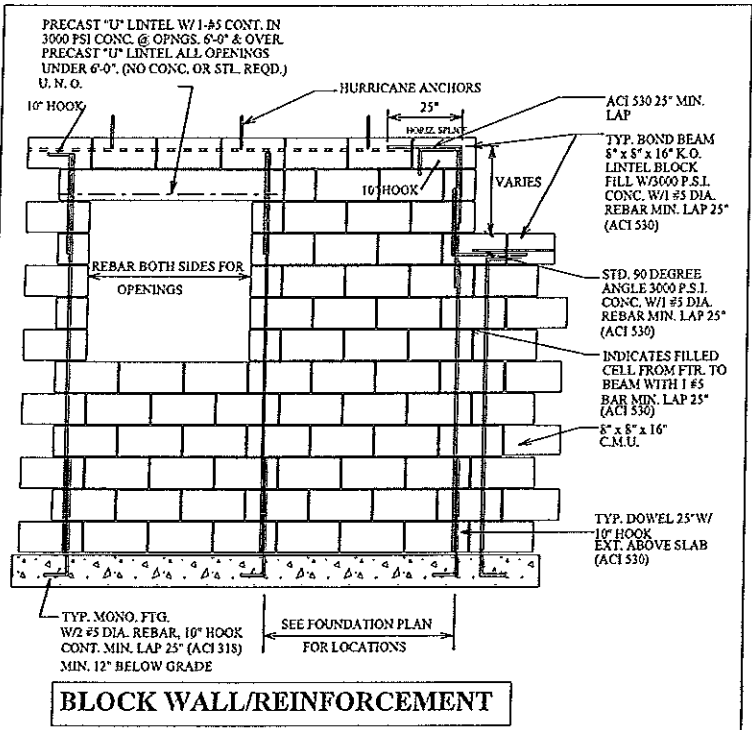 PRECAST "U" LINTEL W/ 1-#5 CONT. IN
3000 PSI CONC. @ OPNGS. 6'-0" & OVER.
PRECAST "U" LINTEL ALL OPENINGS
UNDER 6'-0". (NO CONC. OR STL. REQD.)
U. N. O.
10" HOOK
HURRICANE ANCHORS
25"
HORIZ. SPLICE
10" HOOK
VARIES
ACI 530 25" MIN.
LAP
TYP. BOND BEAM
8" x 8" x 16" K.O.
LINTEL BLOCK
FILL W/3000 P.S.I.
CONC. W/1 #5 DIA.
REBAR MIN. LAP 25"
(ACI 530)
REBAR BOTH SIDES FOR
OPENINGS
STD. 90 DEGREE
ANGLE 3000 P.S.I.
CONC. W/1 #5 DIA.
REBAR MIN. LAP 25"
(ACI 530)
INDICATES FILLED
CELL FROM FTR. TO
BEAM WITH 1 #5
BAR MIN. LAP 25"
(ACI 530)
8" x 8" x 16"
C.M.U.
TYP. DOWEL 25" W/
10" HOOK
EXT. ABOVE SLAB
(ACI 530)
TYP. MONO. FTG.
W/2 #5 DIA. REBAR, 10" HOOK
CONT. MIN. LAP 25" (ACI 318)
MIN. 12" BELOW GRADE
SEE FOUNDATION PLAN
FOR LOCATIONS
BLOCK WALL/REINFORCEMENT